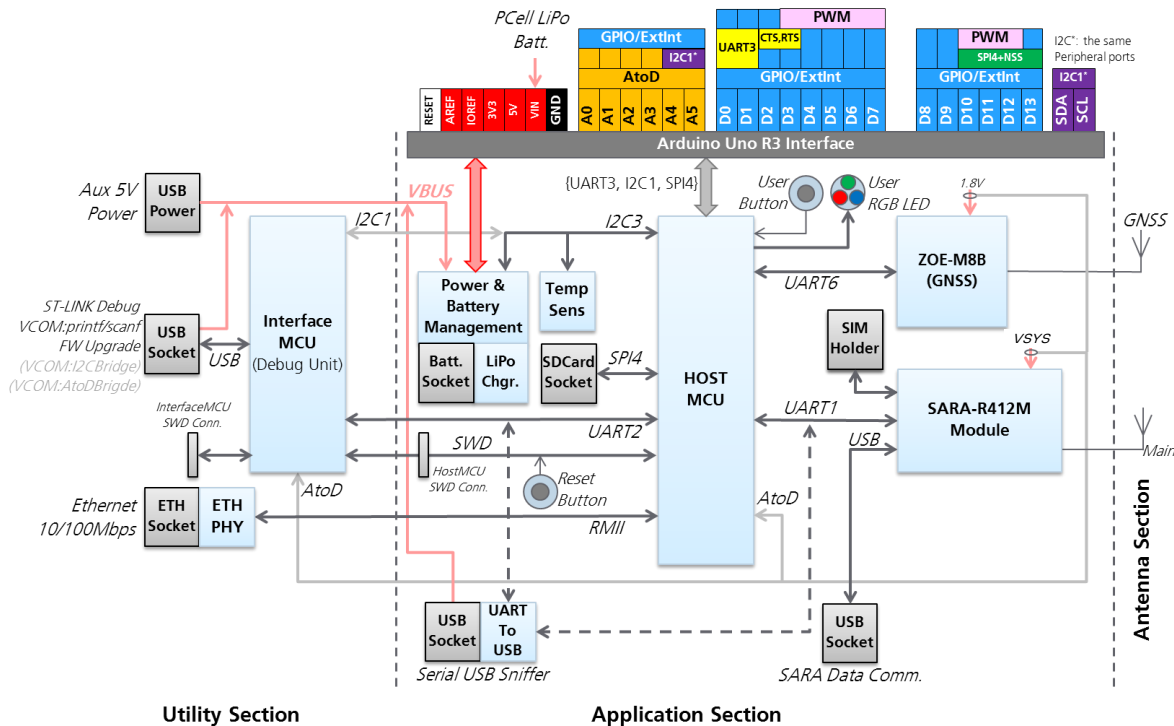 PCell LiPo
Batt.
RESET
AREF
IOREF
3V3
5V
VIN
GND
GPIO/ExtInt
I2C1*
AtoD
A0
A1
A2
A3
A4
A5
PWM
UART3
CTS,RTS
GPIO/ExtInt
D0
D1
D2
D3
D4
D5
D6
D7
PWM
SPI4+NSS
GPIO/ExtInt
D8
D9
D10
D11
D12
D13
I2C*: the same
Peripheral ports
I2C1*
SDA
SCL
Arduino Uno R3 Interface
Aux 5V
Power
USB
Power
VBUS
{UART3, I2C1, SPI4}
User
Button
User
RGB LED
1.8V
GNSS
I2C1
I2C3
ZOE-M8B
(GNSS)
UART6
Power &
Battery
Management
Temp
Sens
ST-LINK Debug
VCOM:printf/scanf
FW Upgrade
(VCOM:I2CBridge)
(VCOM:AtoDBrigde)
USB
Socket
USB
Interface
MCU
(Debug Unit)
Batt.
Socket
LiPo
Chgr.
SDCard
Socket
SPI4
HOST
MCU
SIM
Holder
VSYS
SARA-R412M
Module
UART1
USB
Main
InterfaceMCU
SWD Conn.
UART2
SWD
HostMCU
SWD Conn.
Reset
Button
AtoD
AtoD
Ethernet
10/100Mbps
ETH
Socket
ETH
PHY
RMII
USB
Socket
UART
To
USB
Serial USB Sniffer
USB
Socket
SARA Data Comm.
Utility Section
Application Section
Antenna Section